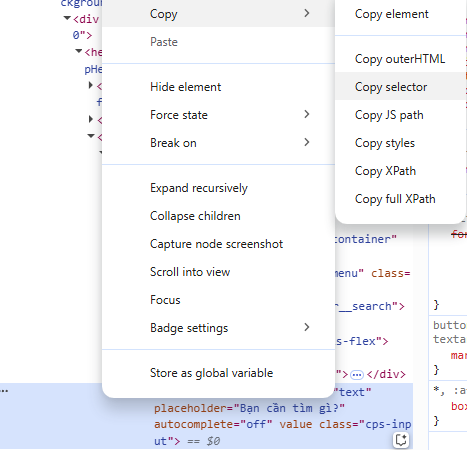 ckground
<div
0">
<he
pHe
<
f
<
<
Copy
Paste
Hide element
Force state
Break on
Expand recursively
Collapse children
Capture node screenshot
Scroll into view
Focus
Badge settings
Store as global variable
Copy element
Copy outerHTML
Copy selector
Copy JS path
Copy styles
Copy XPath
Copy full XPath
container"
menu" class=
r__search">
s-flex">
"> ⋯ </div>
"text"
placeholder="Bạn cần tìm gì?"
autocomplete="off" value class="cps-inp
ut"> == $0
...
for
}
butto
texta
mar
}
*, :a
box
}